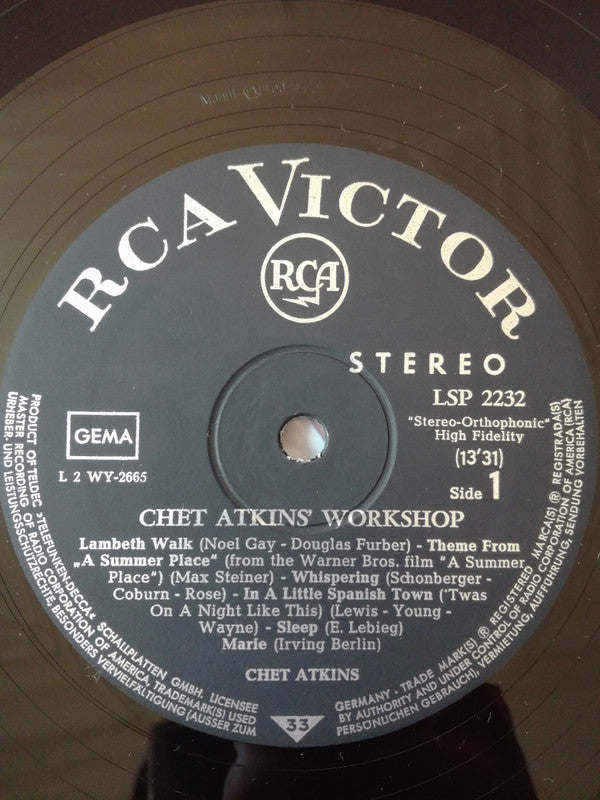 RCA VICTOR
RCA
STEREO
LSP 2232
"Stereo-Orthophonic"
High Fidelity
(13'31)
Side 1
GEMA
L 2 WY-2665
CHET ATKINS' WORKSHOP
Lambeth Walk (Noel Gay - Douglas Furber) - Theme From
„A Summer Place“ (from the Warner Bros. film “A Summer
Place”) (Max Steiner) - Whispering (Schonberger -
Coburn - Rose) - In A Little Spanish Town ('Twas
On A Night Like This) (Lewis - Young -
Wayne) - Sleep (E. Lebieg)
Marie (Irving Berlin)
CHET ATKINS
33
PRODUCT OF TELDEC »TELEFUNKEN-DECCA« SCHALLPLATTEN GMBH. LICENSEE
MASTER RECORDING OF RADIO CORPORATION OF AMERICA, TRADEMARK(S) USED
URHEBER. UND LEISTUNGSSCHUTZRECHTE, BESONDERS VERVIELFÄLTIGUNG (AUSSER ZUM
GERMANY - TRADE MARK(S) ® REGISTERED MARCA(S) ® REGISTRADA(S)
BY AUTHORITY AND UNDER CONTROL OF RADIO CORPORATION OF AMERICA (RCA)
PERSÖNLICHEN GEBRAUCH), VERMIETUNG, AUFFÜHRUNG, SENDUNG VORBEHALTEN